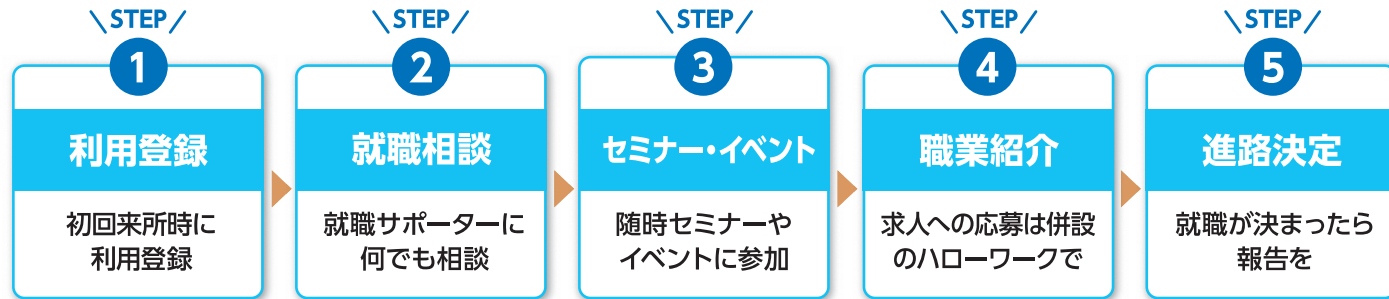 STEP
1
利用登録
初回来所時に
利用登録
STEP
2
就職相談
就職サポーターに
何でも相談
STEP
3
セミナー・イベント
随時セミナーや
イベントに参加
STEP
4
職業紹介
求人への応募は併設
のハローワークで
STEP
5
進路決定
就職が決まったら
報告を